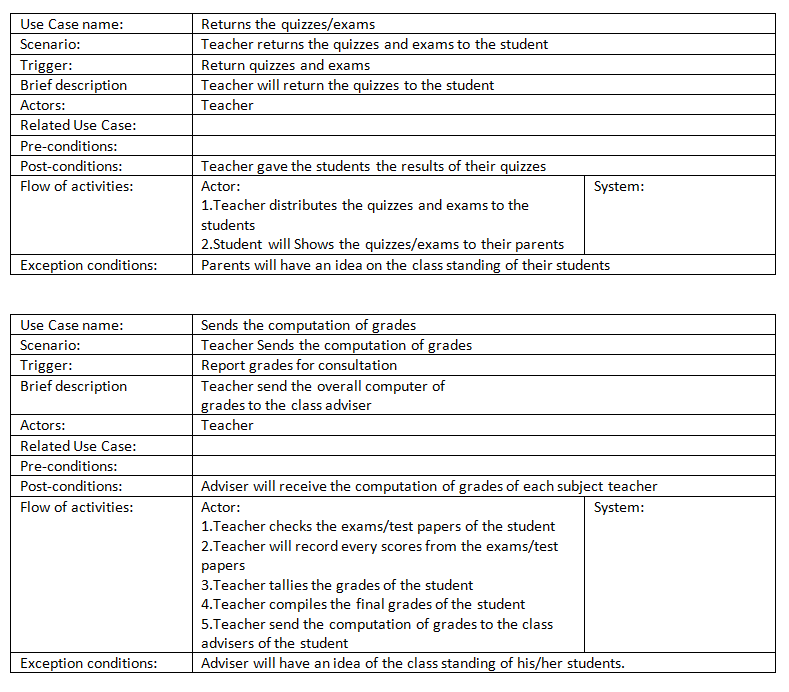 Use Case name: Returns the quizzes/exams
Scenario: Teacher returns the quizzes and exams to the student
Trigger: Return quizzes and exams
Brief description Teacher will return the quizzes to the student
Actors: Teacher
Related Use Case:
Pre-conditions:
Post-conditions: Teacher gave the students the results of their quizzes
Flow of activities: Actor: System:
1.Teacher distributes the quizzes and exams to the
students
2.Student will Shows the quizzes/exams to their parents
Exception conditions: Parents will have an idea on the class standing of their students
Use Case name: Sends the computation of grades
Scenario: Teacher Sends the computation of grades
Trigger: Report grades for consultation
Brief description Teacher send the overall computer of
grades to the class adviser
Actors: Teacher
Related Use Case:
Pre-conditions:
Post-conditions: Adviser will receive the computation of grades of each subject teacher
Flow of activities: Actor: System:
1.Teacher checks the exams/test papers of the student
2.Teacher will record every scores from the exams/test
papers
3.Teacher tallies the grades of the student
4.Teacher compiles the final grades of the student
5.Teacher send the computation of grades to the class
advisers of the student
Exception conditions: Adviser will have an idea of the class standing of his/her students.